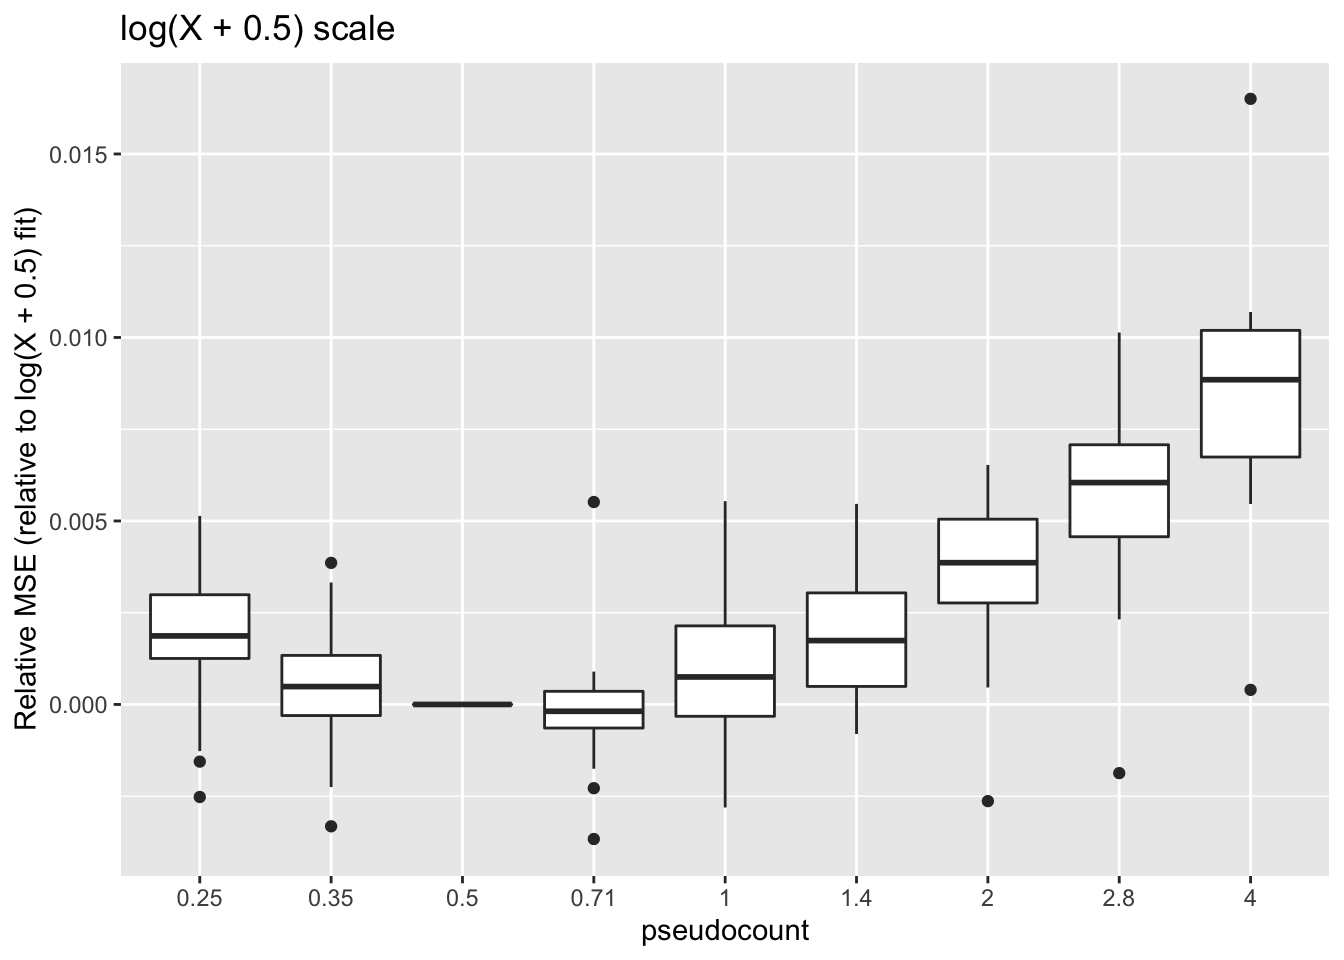 log(X + 0.5) scale
Relative MSE (relative to log(X + 0.5) fit)
0.015
0.010
0.005
0.000
0.25 0.35 0.5 0.71 1 1.4 2 2.8 4
pseudocount